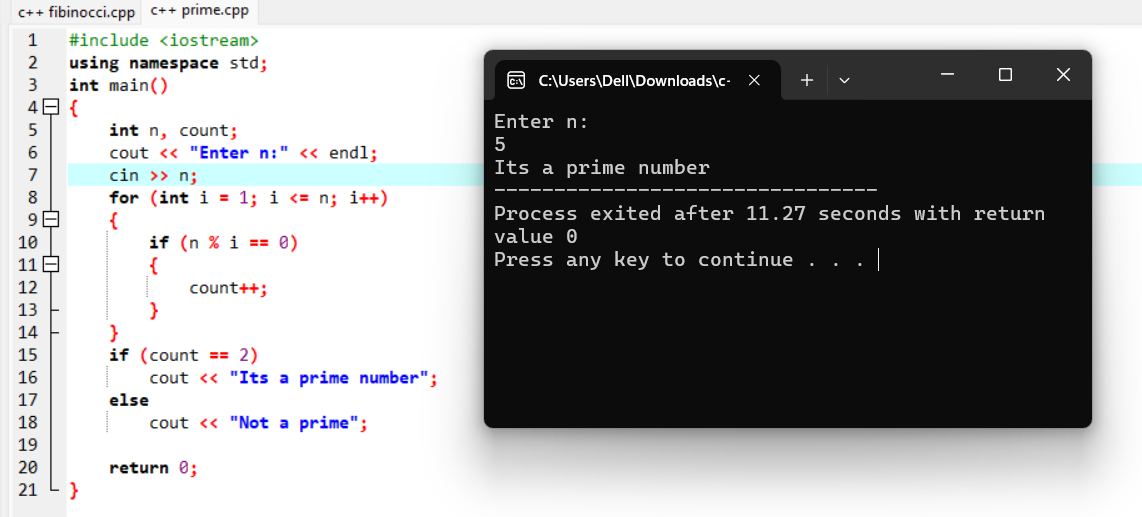 c++ fibinocci.cpp c++ prime.cpp
1 #include <iostream>
2 using namespace std;
3 int main()
4 {
5 int n, count;
6 cout << "Enter n:" << endl;
7 cin >> n;
8 for (int i = 1; i <= n; i++)
9 {
10 if (n % i == 0)
11 {
12 count++;
13 }
14 }
15 if (count == 2)
16 cout << "Its a prime number";
17 else
18 cout << "Not a prime";
19
20 return 0;
21 }
C:\Users\Dell\Downloads\c-
Enter n:
5
Its a prime number
--------------------------------
Process exited after 11.27 seconds with return
value 0
Press any key to continue . . .